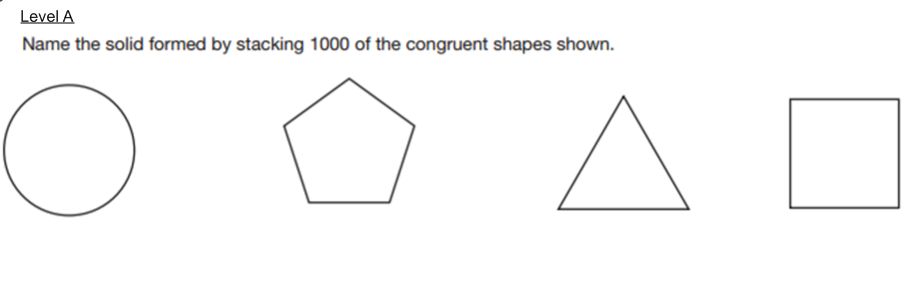 Level A
Name the solid formed by stacking 1000 of the congruent shapes shown.